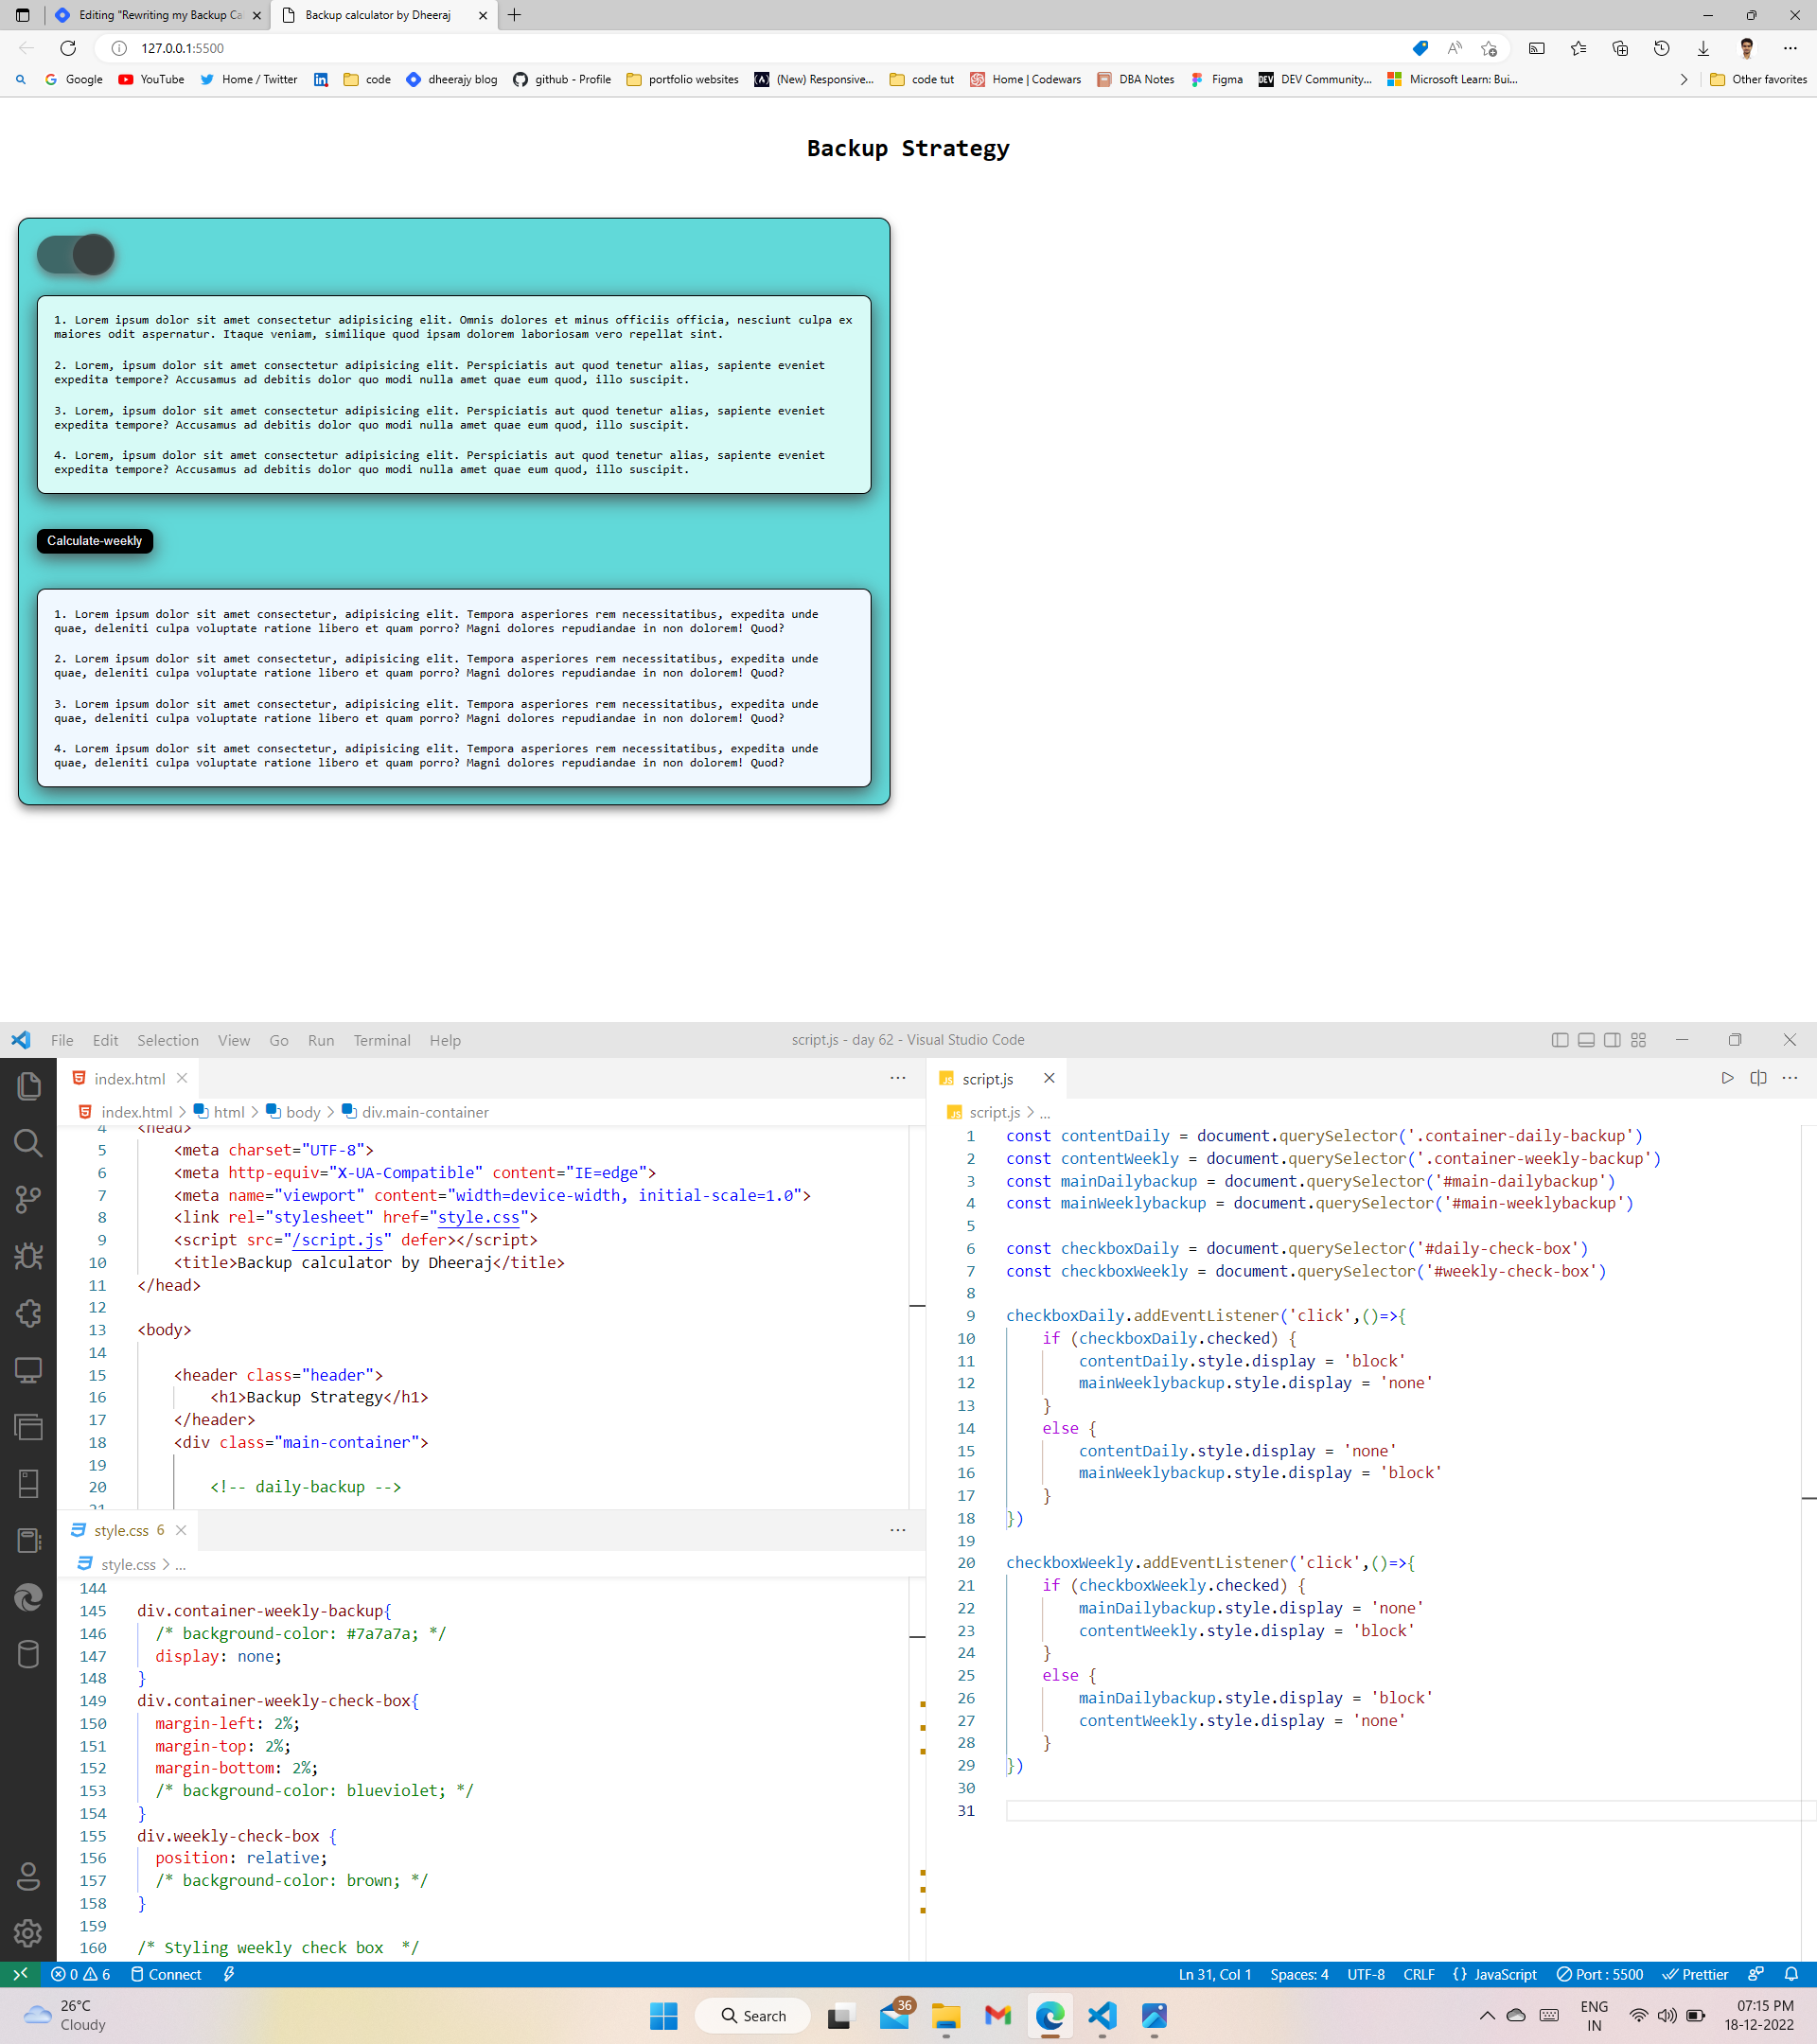 Editing "Rewriting my Backup Ca
Backup calculator by Dheeraj
127.0.0.1:5500
Google YouTube Home / Twitter code dheerajy blog github - Profile portfolio websites (New) Responsive... code tut Home | Codewars DBA Notes Figma DEV Community... Microsoft Learn: Bui... Other favorites
Backup Strategy
1. Lorem ipsum dolor sit amet consectetur adipisicing elit. Omnis dolores et minus officiis officia, nesciunt culpa ex
maiores odit aspernatur. Itaque veniam, similique quod ipsam dolorem laboriosam vero repellat sint.
2. Lorem, ipsum dolor sit amet consectetur adipisicing elit. Perspiciatis aut quod tenetur alias, sapiente eveniet
expedita tempore? Accusamus ad debitis dolor quo modi nulla amet quae eum quod, illo suscipit.
3. Lorem, ipsum dolor sit amet consectetur adipisicing elit. Perspiciatis aut quod tenetur alias, sapiente eveniet
expedita tempore? Accusamus ad debitis dolor quo modi nulla amet quae eum quod, illo suscipit.
4. Lorem, ipsum dolor sit amet consectetur adipisicing elit. Perspiciatis aut quod tenetur alias, sapiente eveniet
expedita tempore? Accusamus ad debitis dolor quo modi nulla amet quae eum quod, illo suscipit.
Calculate-weekly
1. Lorem ipsum dolor sit amet consectetur, adipisicing elit. Tempora asperiores rem necessitatibus, expedita unde
quae, deleniti culpa voluptate ratione libero et quam porro? Magni dolores repudiandae in non dolorem! Quod?
2. Lorem ipsum dolor sit amet consectetur, adipisicing elit. Tempora asperiores rem necessitatibus, expedita unde
quae, deleniti culpa voluptate ratione libero et quam porro? Magni dolores repudiandae in non dolorem! Quod?
3. Lorem ipsum dolor sit amet consectetur, adipisicing elit. Tempora asperiores rem necessitatibus, expedita unde
quae, deleniti culpa voluptate ratione libero et quam porro? Magni dolores repudiandae in non dolorem! Quod?
4. Lorem ipsum dolor sit amet consectetur, adipisicing elit. Tempora asperiores rem necessitatibus, expedita unde
quae, deleniti culpa voluptate ratione libero et quam porro? Magni dolores repudiandae in non dolorem! Quod?
File Edit Selection View Go Run Terminal Help
script.js - day 62 - Visual Studio Code
index.html
index.html > html > body > div.main-container
4 <head>
5 <meta charset="UTF-8">
6 <meta http-equiv="X-UA-Compatible" content="IE=edge">
7 <meta name="viewport" content="width=device-width, initial-scale=1.0">
8 <link rel="stylesheet" href="style.css">
9 <script src="/script.js" defer></script>
10 <title>Backup calculator by Dheeraj</title>
11 </head>
12
13 <body>
14
15 <header class="header">
16 <h1>Backup Strategy</h1>
17 </header>
18 <div class="main-container">
19
20 <!-- daily-backup -->
21
style.css 6
style.css > ...
144
145 div.container-weekly-backup{
146 /* background-color: #7a7a7a; */
147 display: none;
148 }
149 div.container-weekly-check-box{
150 margin-left: 2%;
151 margin-top: 2%;
152 margin-bottom: 2%;
153 /* background-color: blueviolet; */
154 }
155 div.weekly-check-box {
156 position: relative;
157 /* background-color: brown; */
158 }
159
160 /* Styling weekly check box */
script.js
script.js > ...
1 const contentDaily = document.querySelector('.container-daily-backup')
2 const contentWeekly = document.querySelector('.container-weekly-backup')
3 const mainDailybackup = document.querySelector('#main-dailybackup')
4 const mainWeeklybackup = document.querySelector('#main-weeklybackup')
5
6 const checkboxDaily = document.querySelector('#daily-check-box')
7 const checkboxWeekly = document.querySelector('#weekly-check-box')
8
9 checkboxDaily.addEventListener('click',()=>{
10 if (checkboxDaily.checked) {
11 contentDaily.style.display = 'block'
12 mainWeeklybackup.style.display = 'none'
13 }
14 else {
15 contentDaily.style.display = 'none'
16 mainWeeklybackup.style.display = 'block'
17 }
18 })
19
20 checkboxWeekly.addEventListener('click',()=>{
21 if (checkboxWeekly.checked) {
22 mainDailybackup.style.display = 'none'
23 contentWeekly.style.display = 'block'
24 }
25 else {
26 mainDailybackup.style.display = 'block'
27 contentWeekly.style.display = 'none'
28 }
29 })
30
31
0 6 Connect
Ln 31, Col 1 Spaces: 4 UTF-8 CRLF {} JavaScript Port : 5500 Prettier
26°C
Cloudy
Search
36
ENG
IN
07:15 PM
18-12-2022